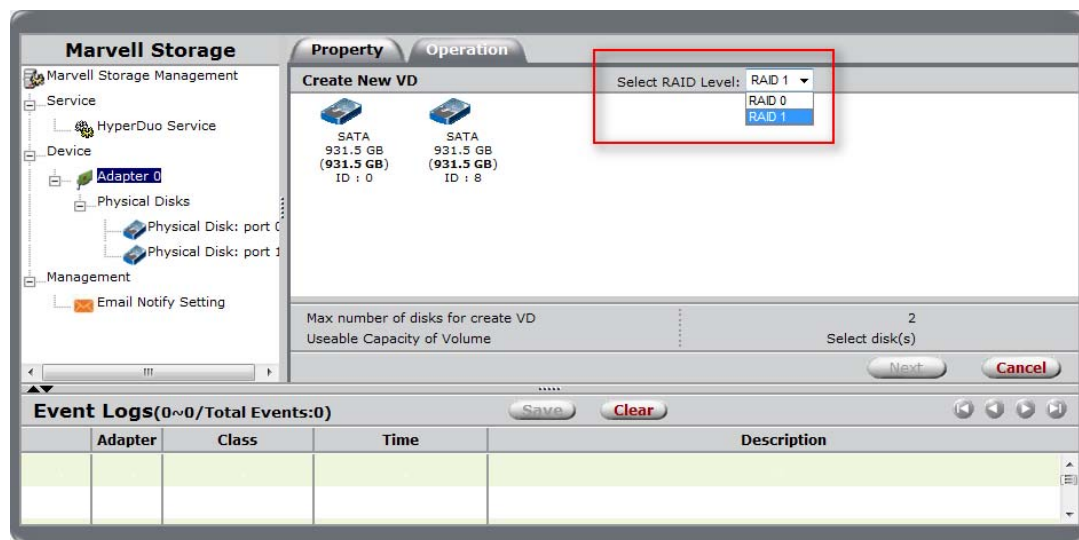 Marvell Storage
Marvell Storage Management
Service
HyperDuo Service
Device
Adapter 0
Physical Disks
Physical Disk: port 0
Physical Disk: port 1
Management
Email Notify Setting
Property
Operation
Create New VD
Select RAID Level: RAID 1
RAID 0
RAID 1
SATA
931.5 GB
(931.5 GB)
ID : 0
SATA
931.5 GB
(931.5 GB)
ID : 8
Max number of disks for create VD 2
Useable Capacity of Volume Select disk(s)
Next Cancel
Event Logs(0~0/Total Events:0) Save Clear
Adapter Class Time Description